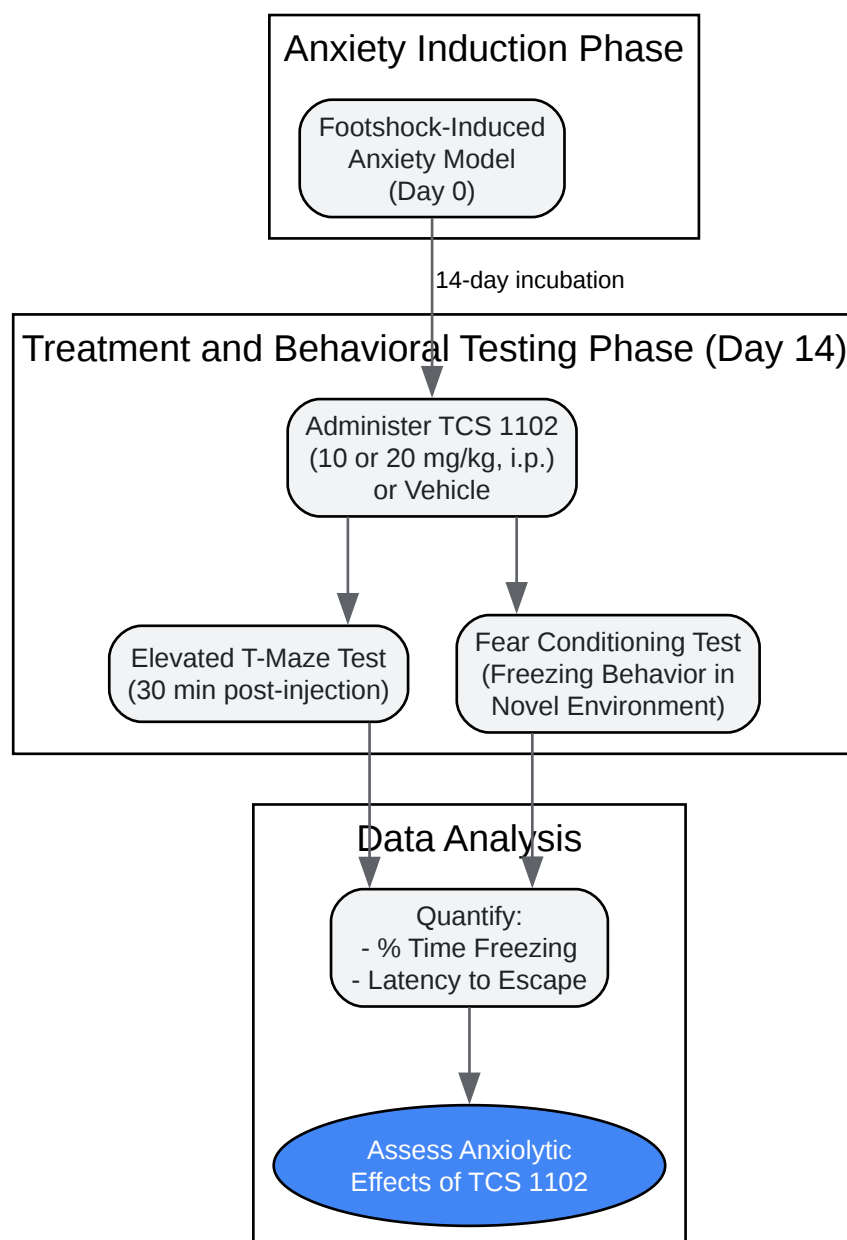 Anxiety Induction Phase
Footshock-Induced
Anxiety Model
(Day 0)
14-day incubation
Treatment and Behavioral Testing Phase (Day 14)
Administer TCS 1102
(10 or 20 mg/kg, i.p.)
or Vehicle
Elevated T-Maze Test
(30 min post-injection)
Fear Conditioning Test
(Freezing Behavior in
Novel Environment)
Data Analysis
Quantify:
- % Time Freezing
- Latency to Escape
Assess Anxiolytic
Effects of TCS 1102